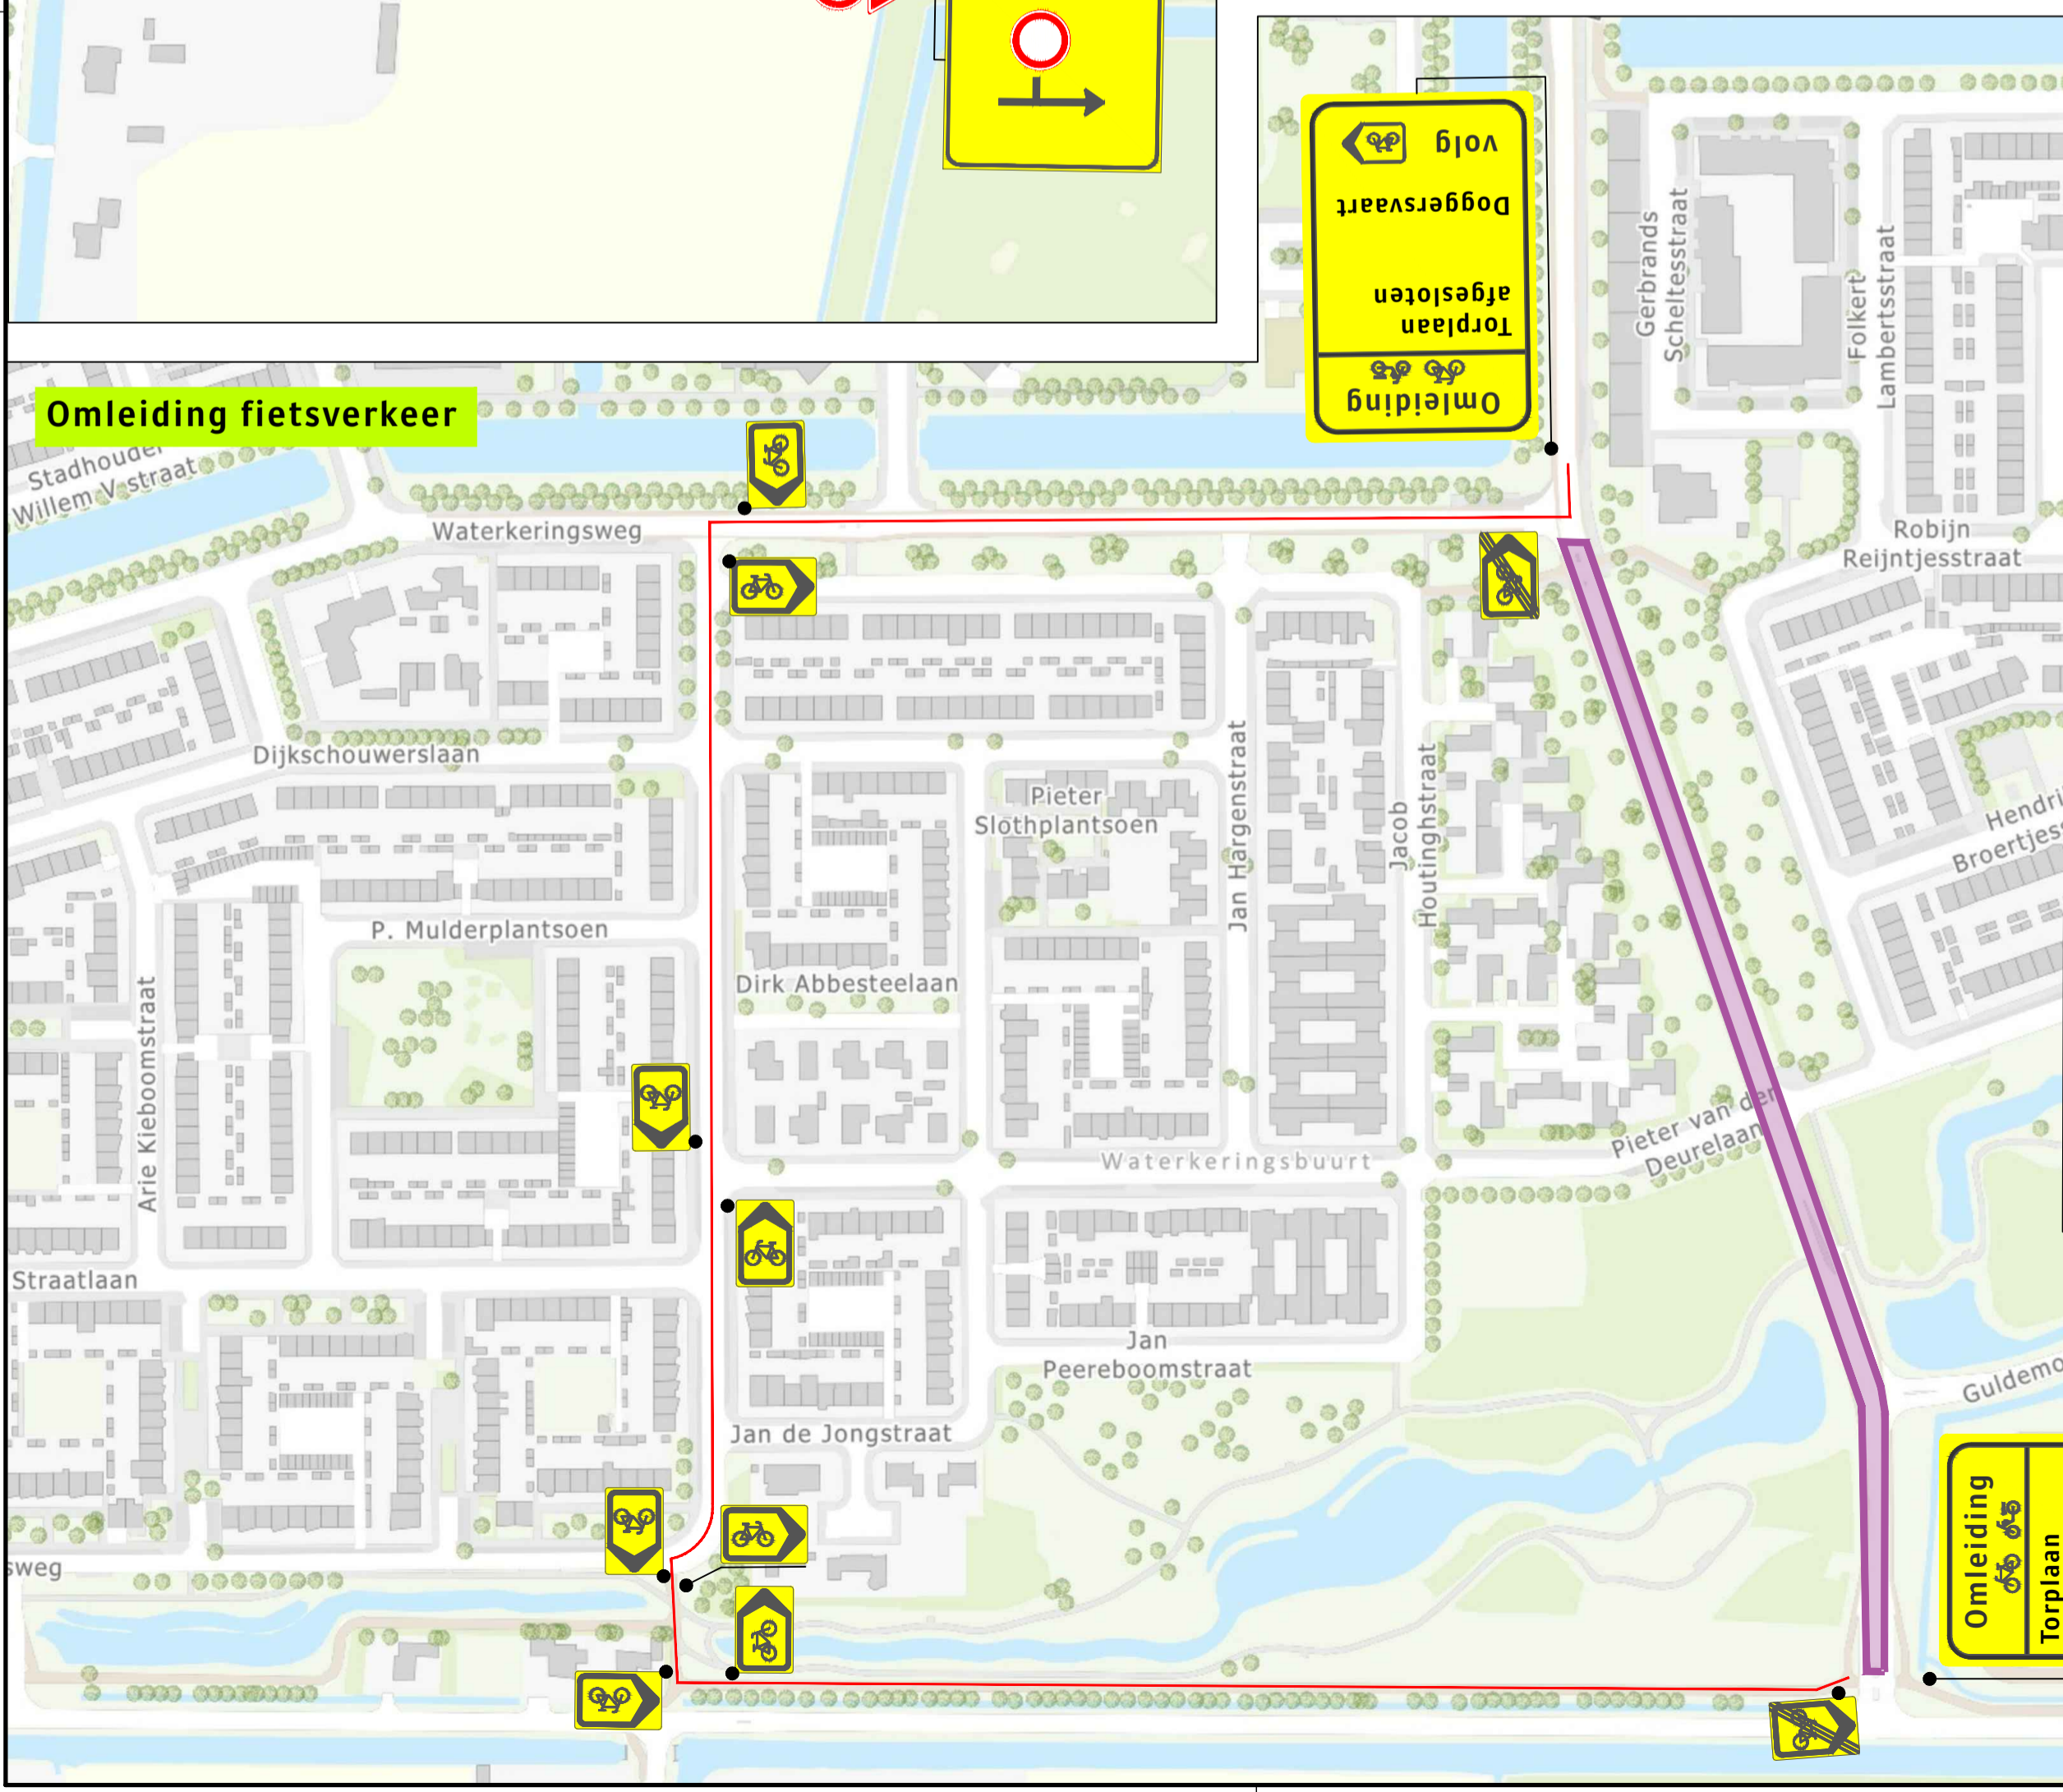 volg
Doggersvaart
afgesloten
Torplaan
Omleiding
Gerbrands
Scheltesstraat
Folkert
Lambertsstraat
Omleiding fietsverkeer
Stadhouder
Willem V straat
Waterkeringsweg
Robijn
Reijntjesstraat
Dijkschouwerslaan
Pieter
Slothplantsoen
Jan Hargenstraat
Jacob
Houtinghstraat
Hendri
Broertjess
P. Mulderplantsoen
Dirk Abbesteelaan
Arie Kieboomstraat
Pieter van der
Deurelaan
Waterkeringsbuurt
Straatlaan
Jan
Peereboomstraat
Guldemo
Jan de Jongstraat
sweg
Omleiding
Torplaan